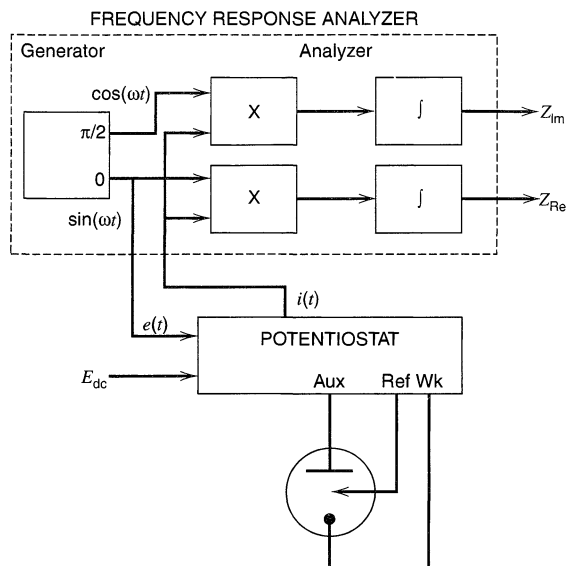 FREQUENCY RESPONSE ANALYZER
Generator
Analyzer
cos(ωt)
π/2
X
∫
Z_Im
0
X
∫
Z_Re
sin(ωt)
i(t)
e(t)
POTENTIOSTAT
E_dc
Aux
Ref Wk